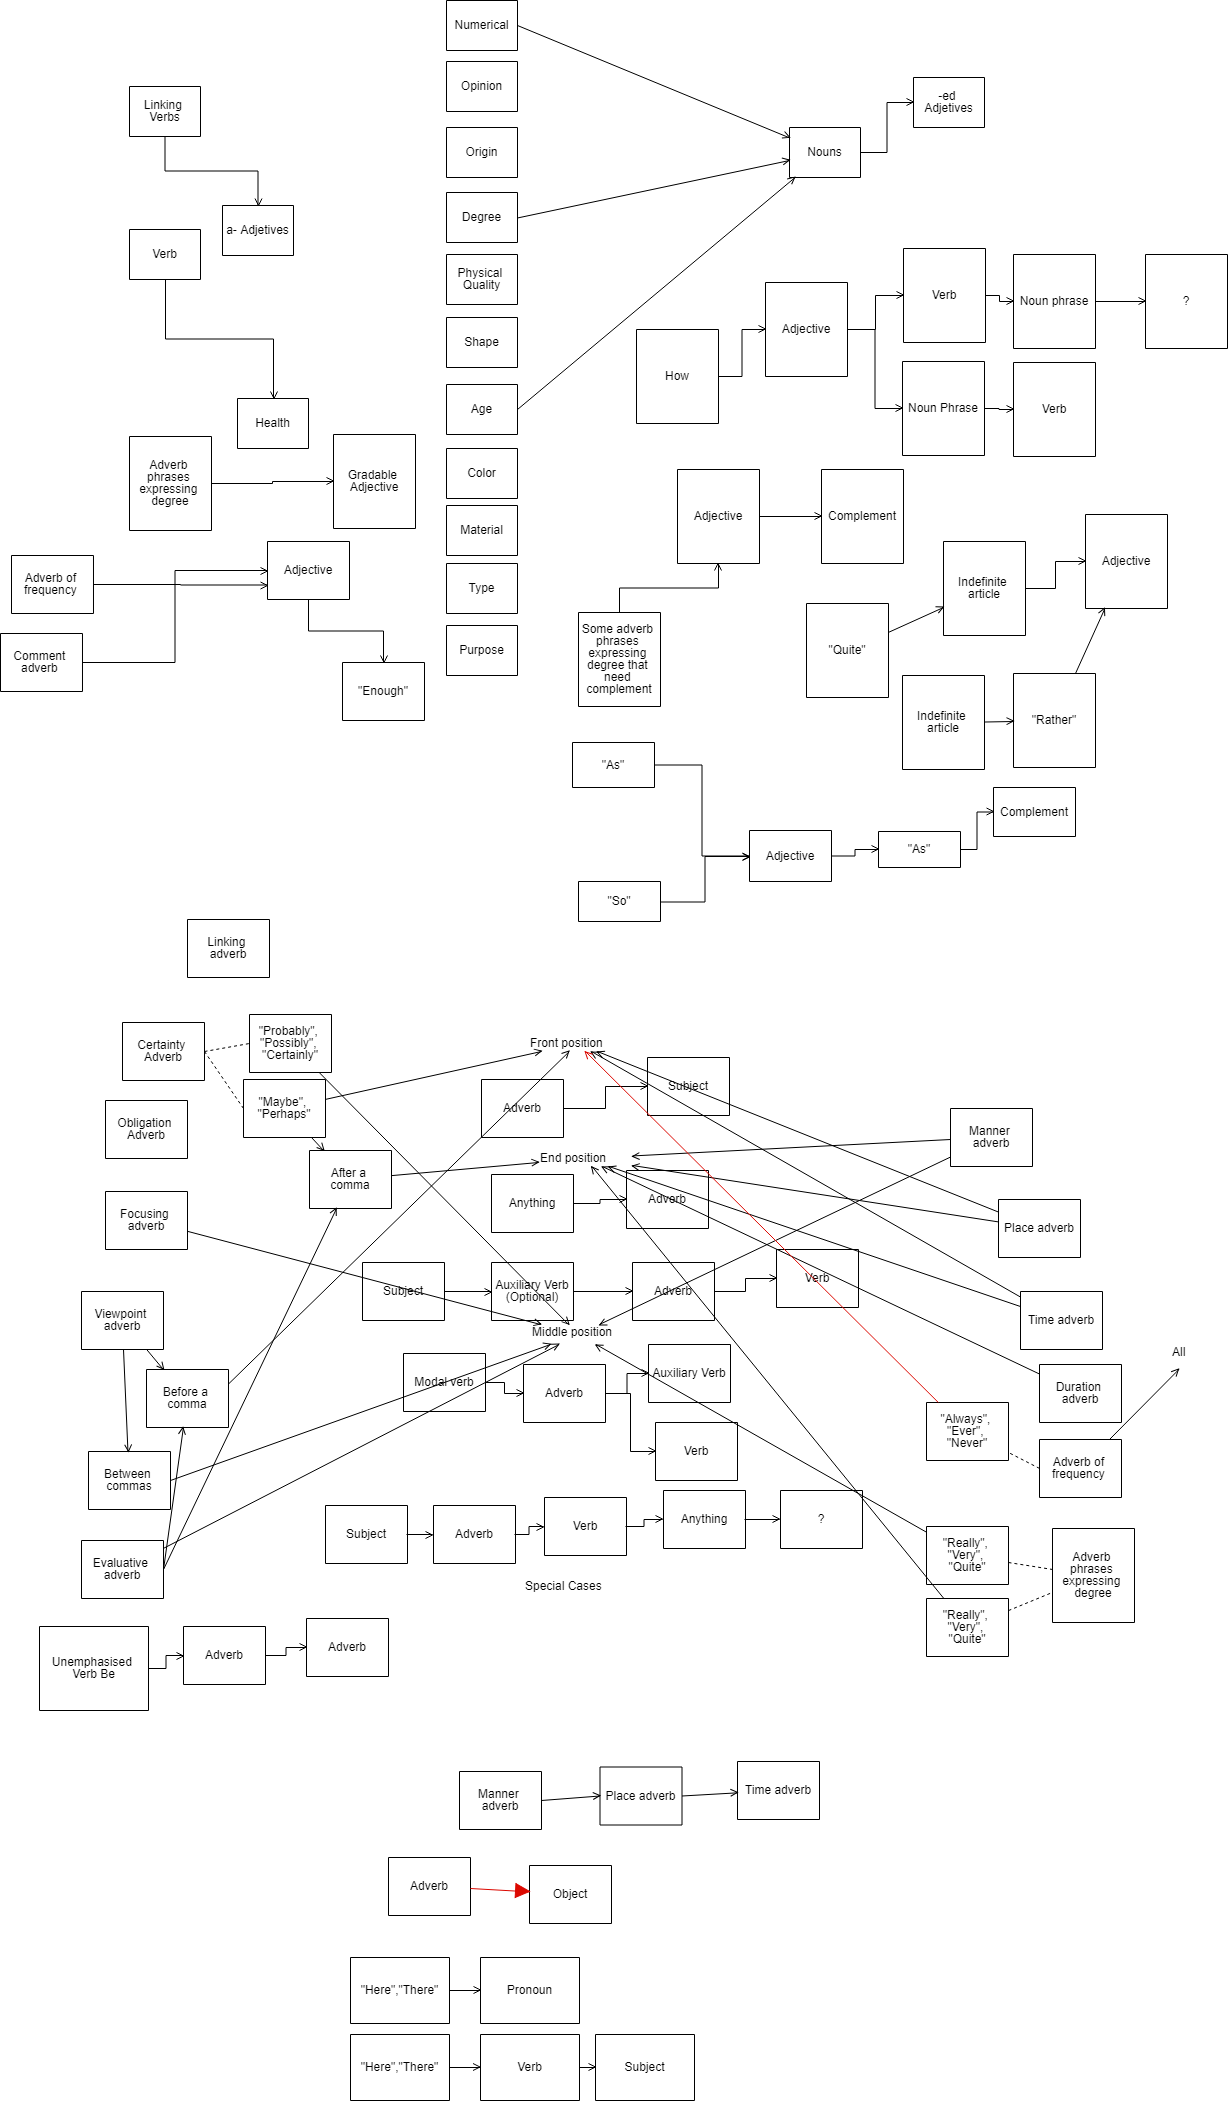 Numerical
Opinion
-ed
Adjetives
Linking
Verbs
Origin
Nouns
Degree
a- Adjetives
Verb
Physical
Quality
Verb
Noun phrase
?
Shape
Adjective
How
Age
Noun Phrase
Verb
Health
Adverb
phrases
expressing
degree
Gradable
Adjective
Color
Adjective
Complement
Material
Adverb of
frequency
Adjective
Type
Indefinite
article
Adjective
Comment
adverb
Purpose
Some adverb
phrases
expressing
degree that
need
complement
"Quite"
"Enough"
Indefinite
article
"Rather"
"As"
Complement
Adjective
"As"
"So"
Linking
adverb
Certainty
Adverb
"Probably",
"Possibly",
"Certainly"
Front position
Subject
"Maybe",
"Perhaps"
Adverb
Obligation
Adverb
Manner
adverb
End position
After a
comma
Anything
Adverb
Focusing
adverb
Place adverb
Subject
Auxiliary Verb
(Optional)
Adverb
Verb
Viewpoint
adverb
Middle position
Time adverb
All
Before a
comma
Modal verb
Adverb
Auxiliary Verb
Duration
adverb
"Always",
"Ever",
"Never"
Verb
Between
commas
Adverb of
frequency
Subject
Adverb
Verb
Anything
?
Evaluative
adverb
"Really",
"Very",
"Quite"
Adverb
phrases
expressing
degree
Special Cases
"Really",
"Very",
"Quite"
Unemphasised
Verb Be
Adverb
Adverb
Manner
adverb
Place adverb
Time adverb
Adverb
Object
"Here","There"
Pronoun
"Here","There"
Verb
Subject